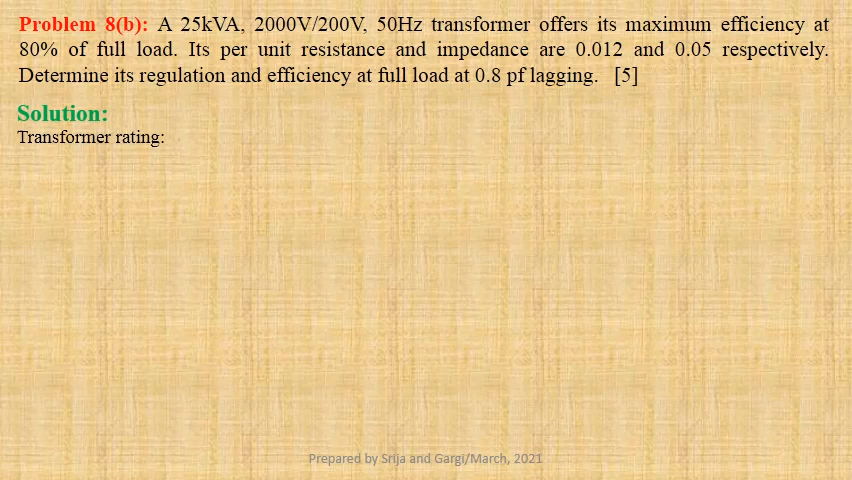 Problem 8(b): A 25kVA, 2000V/200V, 50Hz transformer offers its maximum efficiency at
80% of full load. Its per unit resistance and impedance are 0.012 and 0.05 respectively.
Determine its regulation and efficiency at full load at 0.8 pf lagging. [5]
Solution:
Transformer rating:
Prepared by Srija and Gargi/March, 2021